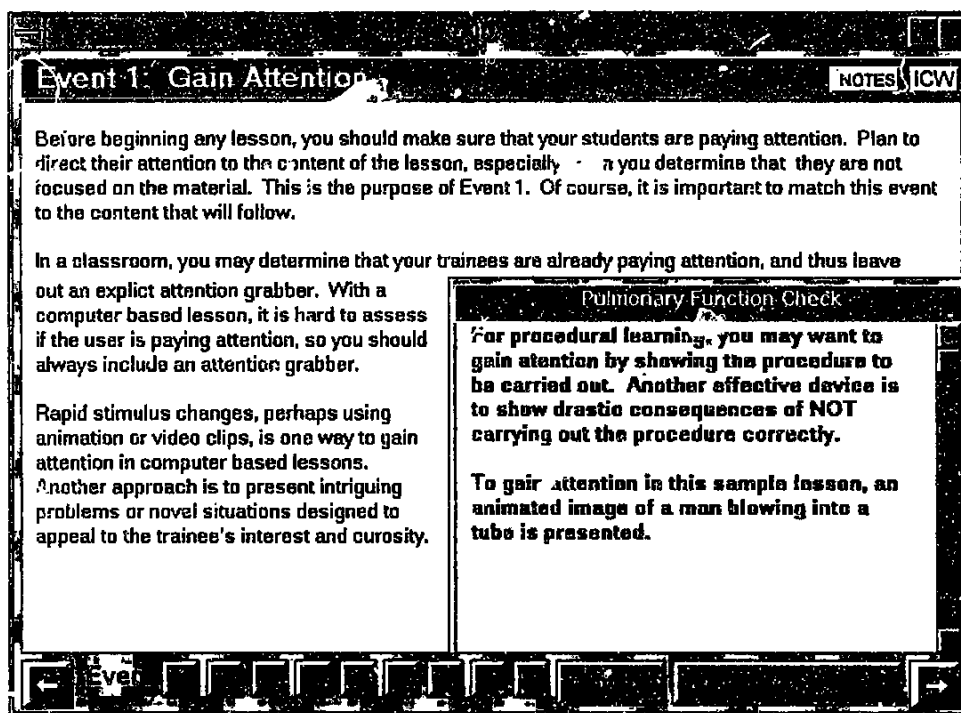 Event 1: Gain Attention
NOTES ICW
Before beginning any lesson, you should make sure that your students are paying attention. Plan to
direct their attention to the content of the lesson, especially you determine that they are not
focused on the material. This is the purpose of Event 1. Of course, it is important to match this event
to the content that will follow.
In a classroom, you may determine that your trainees are already paying attention, and thus leave
out an explict attention grabber. With a
computer based lesson, it is hard to assess
if the user is paying attention, so you should
always include an attention grabber.
Rapid stimulus changes, perhaps using
animation or video clips, is one way to gain
attention in computer based lessons.
Another approach is to present intriguing
problems or novel situations designed to
appeal to the trainee's interest and curosity.
Pulmonary Function Check
For procedural learning, you may want to
gain atention by showing the procedure to
be carried out. Another effective device is
to show drastic consequences of NOT
carrying out the procedure correctly.
To gain attention in this sample lesson, an
animated image of a man blowing into a
tube is presented.